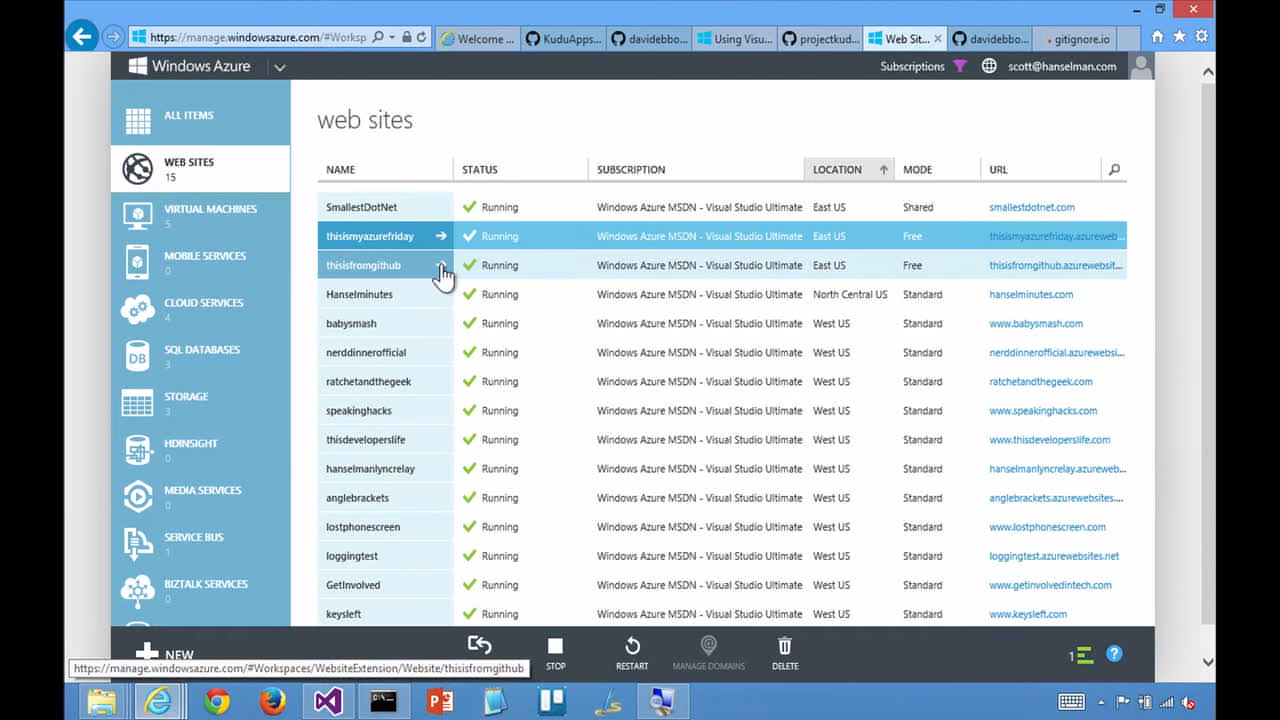 https://manage.windowsazure.com/#Worksp
Welcome ...
KuduApps...
davidebbo...
Using Visu...
projectkud...
Web Sit...
davidebbo...
gitignore.io
Windows Azure
Subscriptions
scott@hanselman.com
ALL ITEMS
WEB SITES
15
VIRTUAL MACHINES
5
MOBILE SERVICES
0
CLOUD SERVICES
4
SQL DATABASES
3
STORAGE
3
HDINSIGHT
0
MEDIA SERVICES
0
SERVICE BUS
1
BIZTALK SERVICES
0
web sites
NAME STATUS SUBSCRIPTION LOCATION MODE URL
SmallestDotNet Running Windows Azure MSDN - Visual Studio Ultimate East US Shared smallestdotnet.com
thisismyazurefriday Running Windows Azure MSDN - Visual Studio Ultimate East US Free thisismyazurefriday.azureweb...
thisisfromgithub Running Windows Azure MSDN - Visual Studio Ultimate East US Free thisisfromgithub.azurewebsit...
Hanselminutes Running Windows Azure MSDN - Visual Studio Ultimate North Central US Standard hanselminutes.com
babysmash Running Windows Azure MSDN - Visual Studio Ultimate West US Standard www.babysmash.com
nerddinnerofficial Running Windows Azure MSDN - Visual Studio Ultimate West US Standard nerddinnerofficial.azurewebsi...
ratchetandthegeek Running Windows Azure MSDN - Visual Studio Ultimate West US Standard ratchetandthegeek.com
speakinghacks Running Windows Azure MSDN - Visual Studio Ultimate West US Standard www.speakinghacks.com
thisdeveloperslife Running Windows Azure MSDN - Visual Studio Ultimate West US Standard www.thisdeveloperslife.com
hanselmanlyncrelay Running Windows Azure MSDN - Visual Studio Ultimate West US Standard hanselmanlyncrelay.azureweb...
anglebrackets Running Windows Azure MSDN - Visual Studio Ultimate West US Standard anglebrackets.azurewebsites....
lostphonescreen Running Windows Azure MSDN - Visual Studio Ultimate West US Standard www.lostphonescreen.com
loggingtest Running Windows Azure MSDN - Visual Studio Ultimate West US Standard loggingtest.azurewebsites.net
GetInvolved Running Windows Azure MSDN - Visual Studio Ultimate West US Standard www.getinvolvedintech.com
keysleft Running Windows Azure MSDN - Visual Studio Ultimate West US Standard www.keysleft.com
NEW
STOP
RESTART
MANAGE DOMAINS
DELETE
1
https://manage.windowsazure.com/#Workspaces/WebsiteExtension/Website/thisisfromgithub